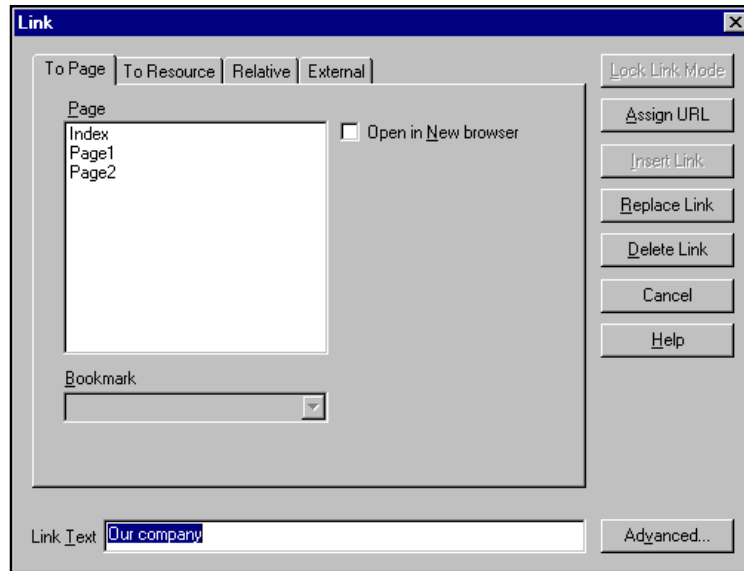 Link
To Page To Resource Relative External
Page
Index
Page1
Page2
Open in New browser
Bookmark
Link Text Our company
Lock Link Mode
Assign URL
Insert Link
Replace Link
Delete Link
Cancel
Help
Advanced...